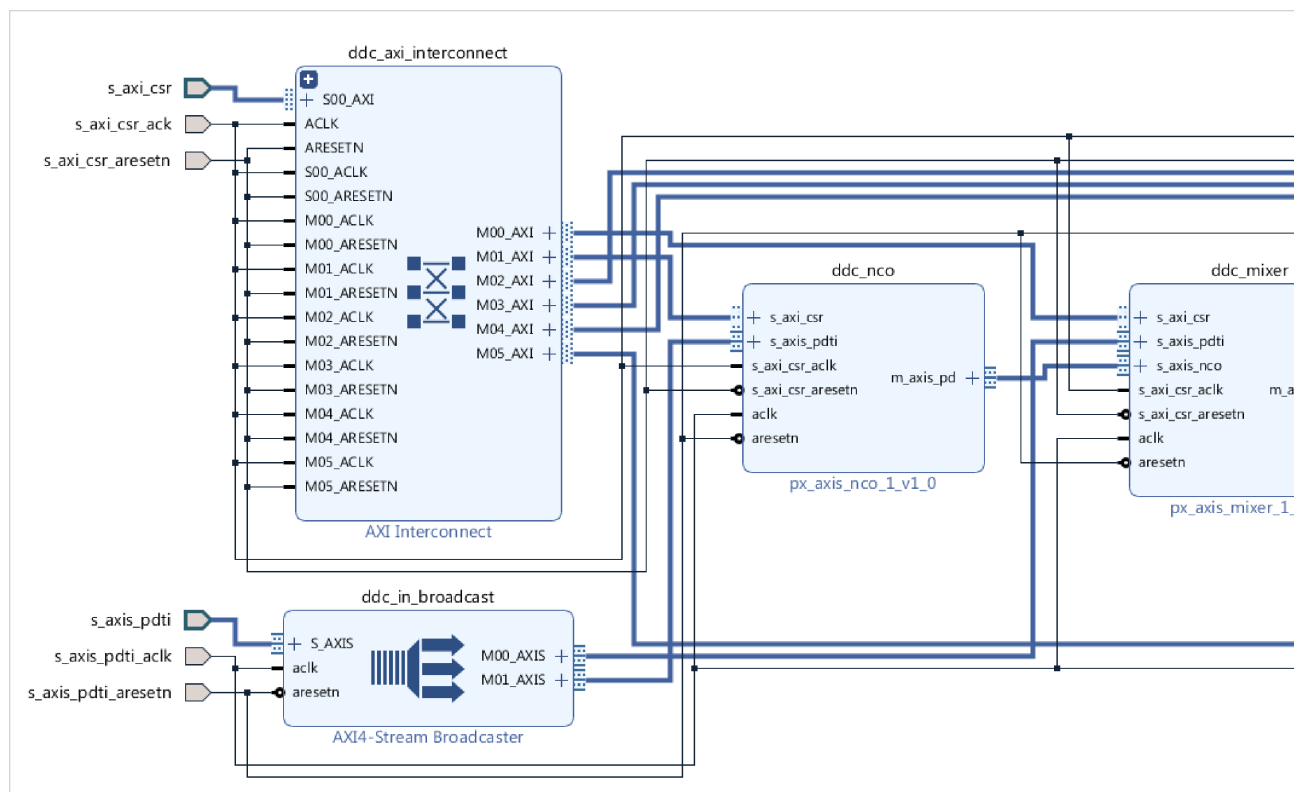 ddc_axi_interconnect
s_axi_csr
s_axi_csr_ack
s_axi_csr_aresetn
S00_AXI
ACLK
ARESETN
S00_ACLK
S00_ARESETN
M00_ACLK
M00_ARESETN
M01_ACLK
M01_ARESETN
M02_ACLK
M02_ARESETN
M03_ACLK
M03_ARESETN
M04_ACLK
M04_ARESETN
M05_ACLK
M05_ARESETN
M00_AXI
M01_AXI
M02_AXI
M03_AXI
M04_AXI
M05_AXI
AXI Interconnect
ddc_nco
s_axi_csr
s_axis_pdti
s_axi_csr_aclk
s_axi_csr_aresetn
aclk
aresetn
m_axis_pd
px_axis_nco_1_v1_0
ddc_mixer
s_axi_csr
s_axis_pdti
s_axis_nco
s_axi_csr_aclk
s_axi_csr_aresetn
aclk
aresetn
m_a
px_axis_mixer_1_
ddc_in_broadcast
s_axis_pdti
s_axis_pdti_aclk
s_axis_pdti_aresetn
S_AXIS
aclk
aresetn
M00_AXIS
M01_AXIS
AXI4-Stream Broadcaster